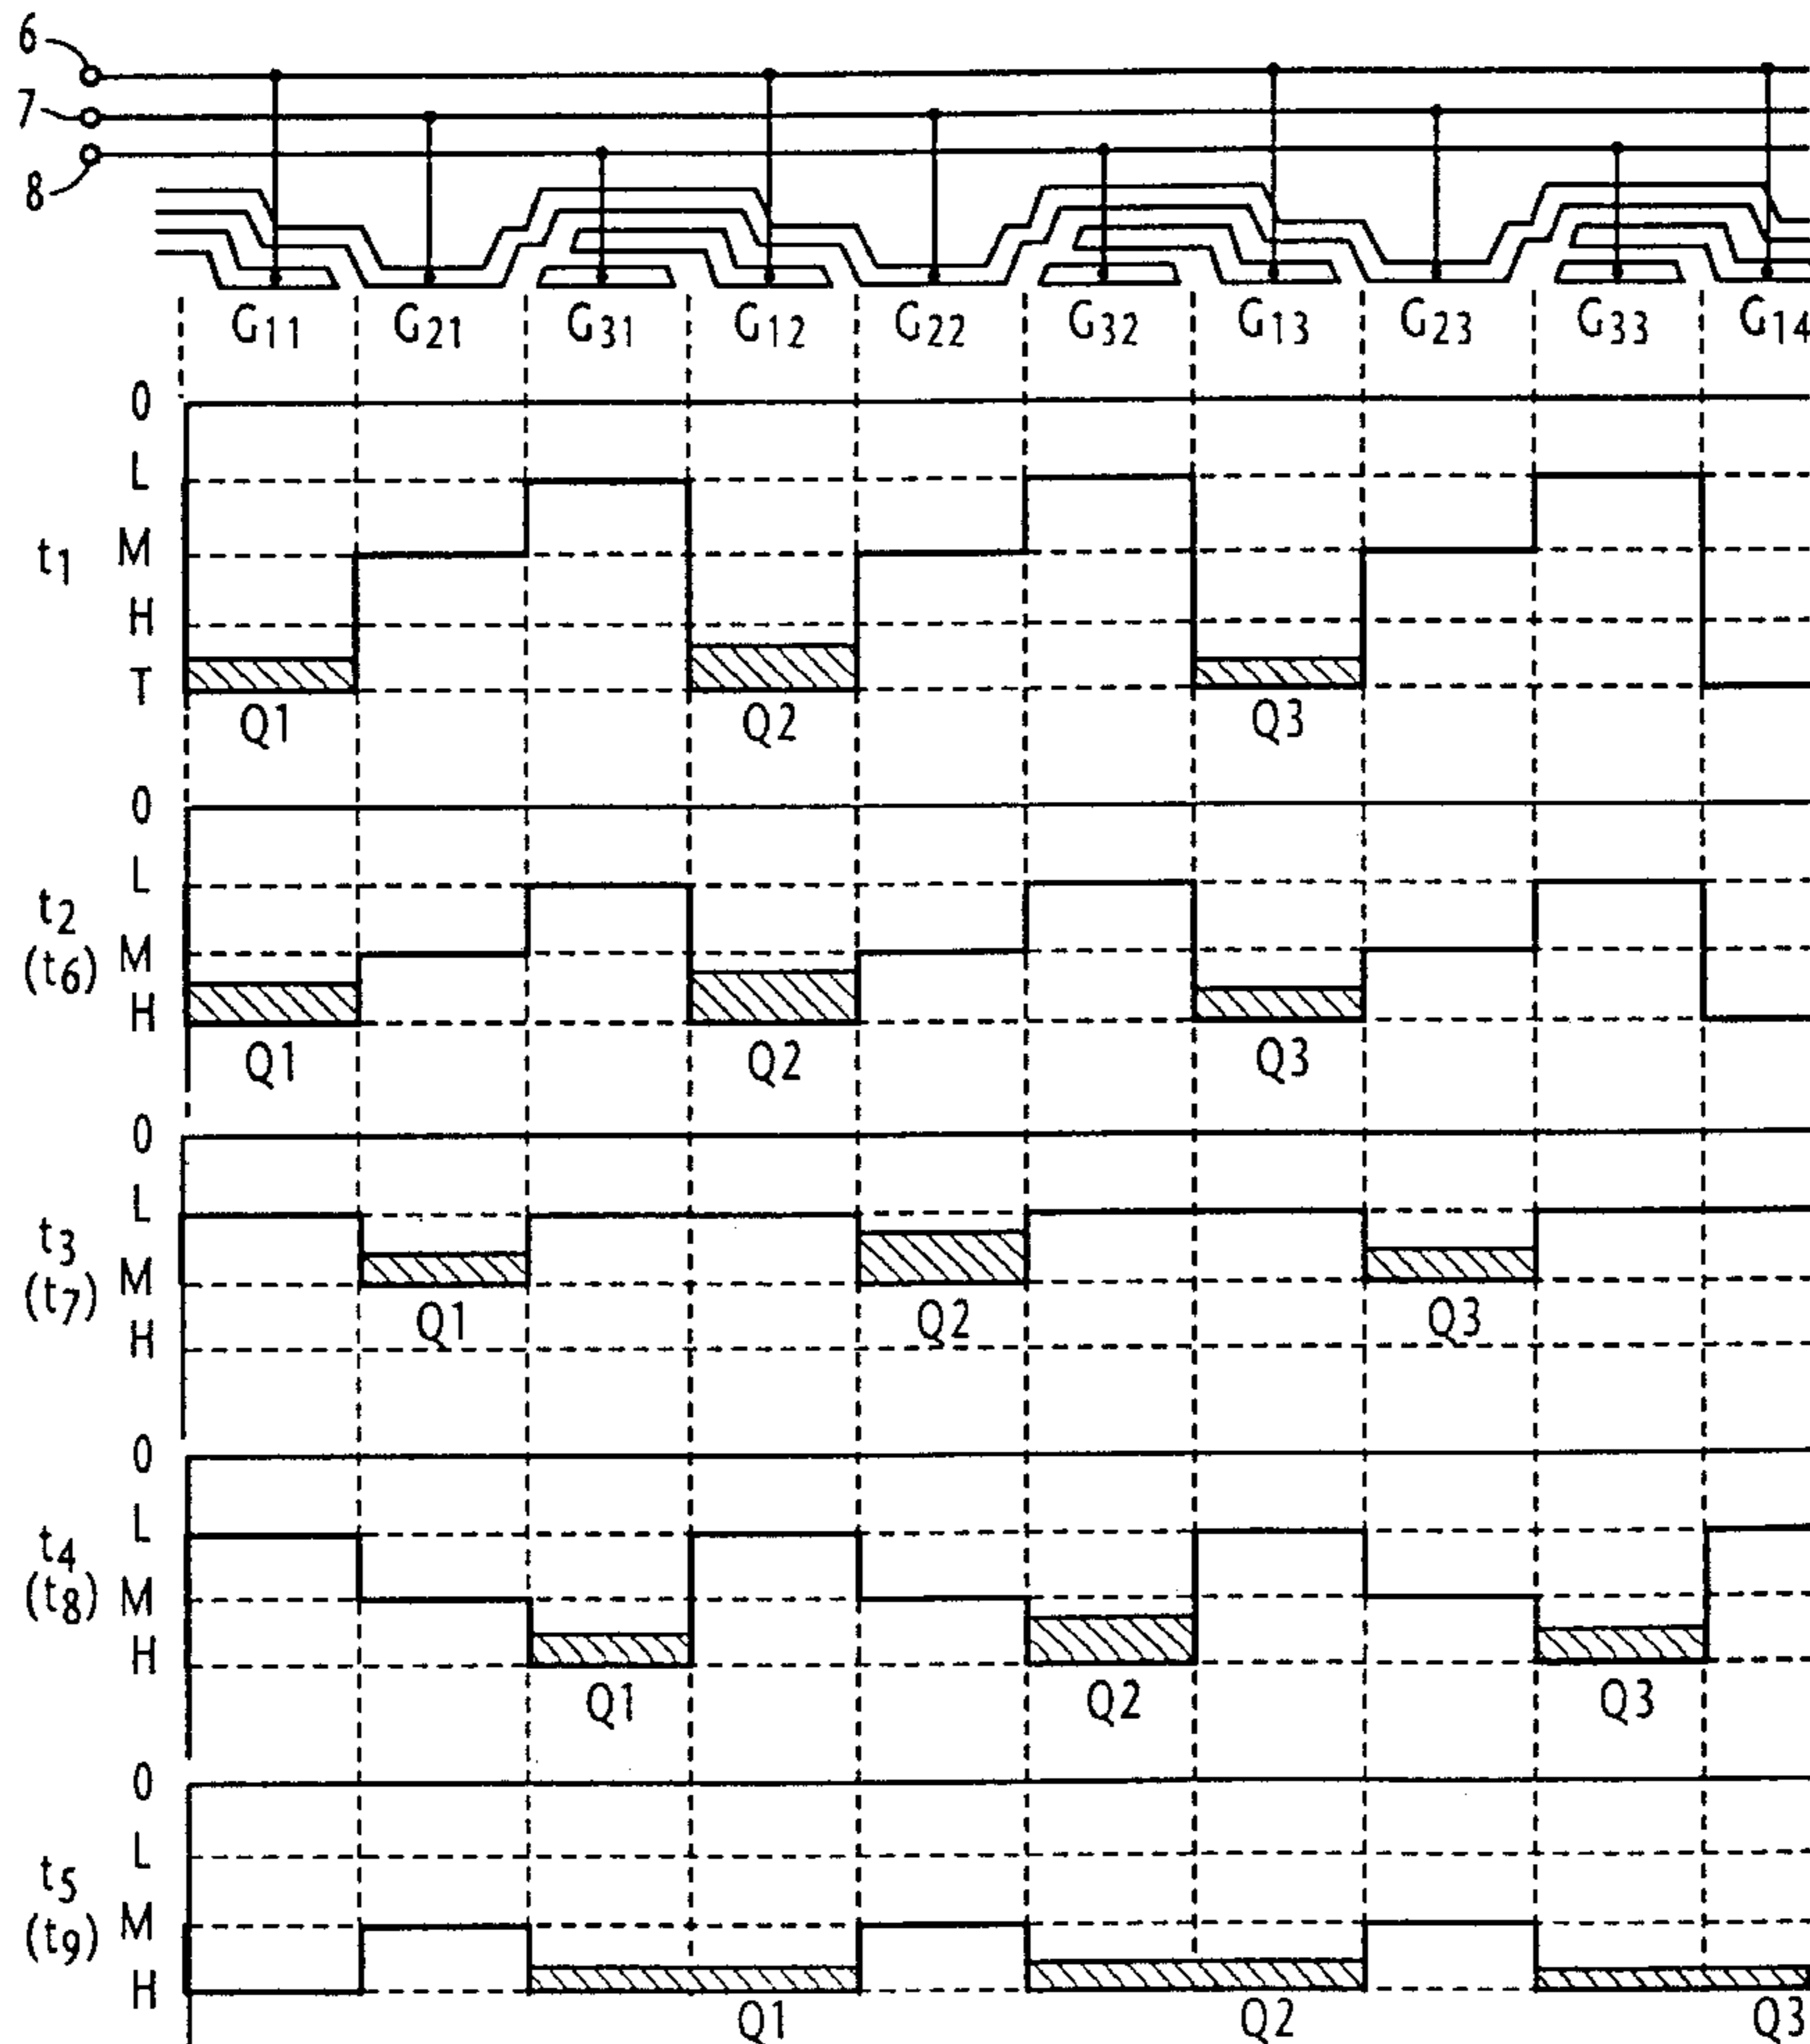 6
7
8
G11 G21 G31 G12 G22 G32 G13 G23 G33 G14
0
L
t1 M
H
T
Q1 Q2 Q3
0
L
t2
(t6) M
H
Q1 Q2 Q3
0
L
t3
(t7) M
Q1 Q2 Q3
H
0
L
t4
(t8) M
H
Q1 Q2 Q3
0
L
t5
(t9) M
H
Q1 Q2 Q3